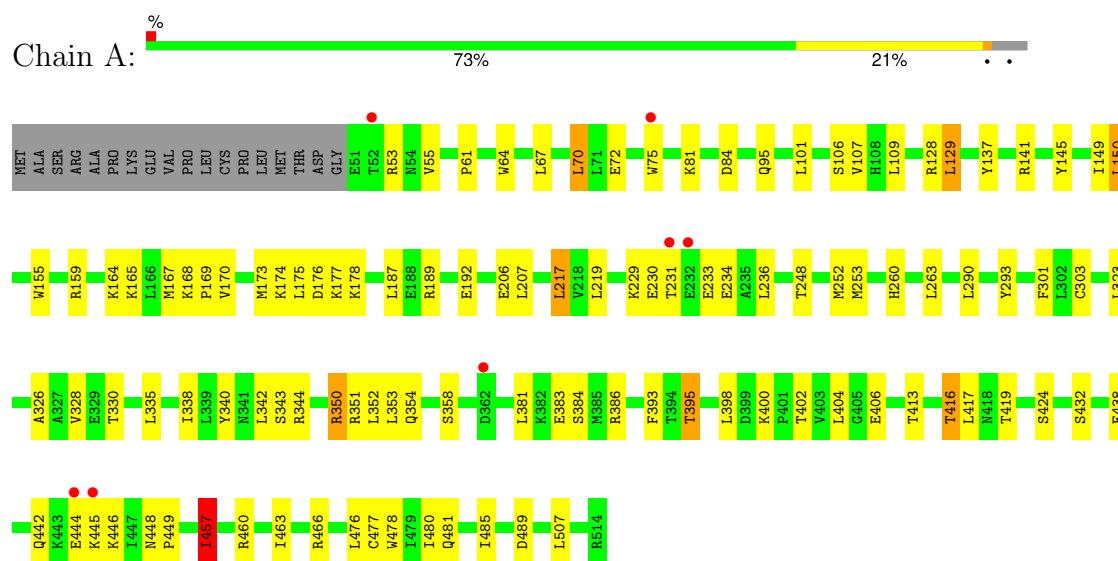 %
Chain A:
73% 21% • •
MET ALA SER ARG ALA PRO LYS GLU VAL PRO LEU CYS PRO LEU MET THR ASP GLY E51 T52 R53 N54 V55 P61 W64 L67 L70 L71 E72 W75 K81 D84 Q95 L101 S106 V107 H108 L109 R128 L129 Y137 R141 Y145 I149 L150
W155 R159 K164 K165 L166 M167 K168 P169 V170 M173 K174 L175 D176 K177 K178 L187 E188 R189 E192 E206 L207 L217 V218 L219 K229 E230 T231 E232 E233 E234 A235 L236 T248 M252 M253 H260 L263 L290 Y293 F301 L302 C303 L323
A326 A327 V328 E329 T330 L335 I338 L339 Y340 N341 L342 S343 R344 R350 R351 L352 L353 Q354 S358 D362 L381 K382 E383 S384 M385 R386 F393 T394 T395 L398 D399 K400 P401 T402 V403 L404 G405 E406 T413 T416 L417 N418 T419 S424 S432
Q442 K443 E444 K445 K446 I447 N448 P449 I457 R460 I463 R466 L476 C477 W478 I479 I480 Q481 I485 D489 L507 R514